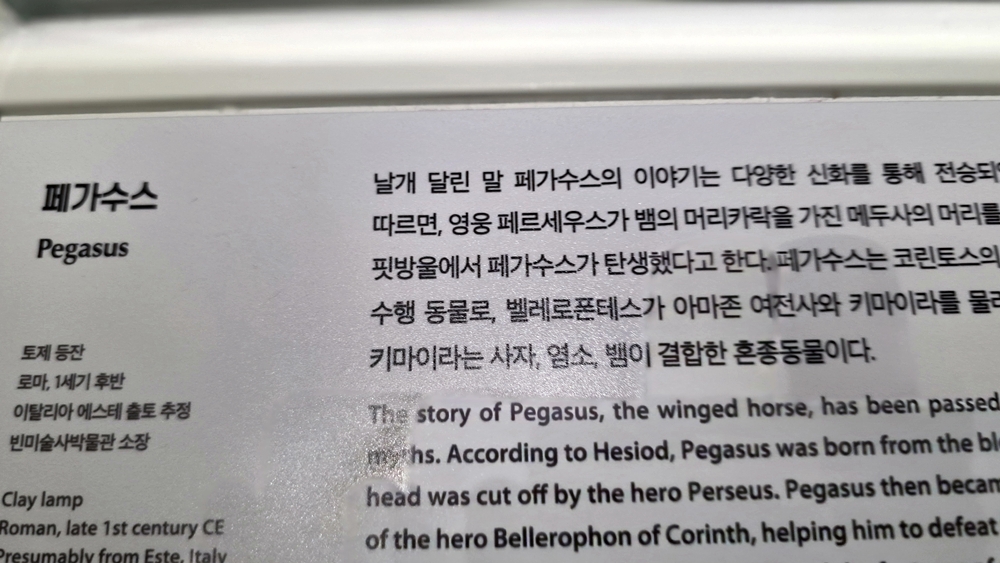 페가수스
Pegasus
토제 등잔
로마, 1세기 후반
이탈리아 에스테 출토 추정
빈미술사박물관 소장
Clay lamp
Roman, late 1st century CE
Presumably from Este, Italy
날개 달린 말 페가수스의 이야기는 다양한 신화를 통해
따르면, 영웅 페르세우스가 뱀의 머리카락을 가진 메두사의 머리를
핏방울에서 페가수스가 탄생했다고 한다. 페가수스는 코린토스의
수행 동물로, 벨레로폰테스가 아마존 여전사와 키마이라를
키마이라는 사자, 염소, 뱀이 결합한 혼종동물이다.
The story of Pegasus, the winged horse, has been passed
myths. According to Hesiod, Pegasus was born from the
head was cut off by the hero Perseus. Pegasus then
of the hero Bellerophon of Corinth, helping him to defeat